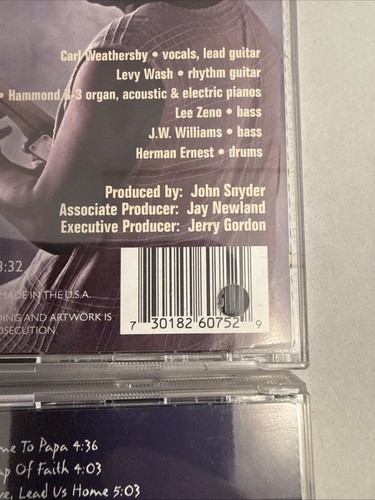 Carl Weathersby • vocals, lead guitar
Levy Wash • rhythm guitar
• Hammond B-3 organ, acoustic & electric pianos
Lee Zeno • bass
J.W. Williams • bass
Herman Ernest • drums
Produced by: John Snyder
Associate Producer: Jay Newland
Executive Producer: Jerry Gordon
3:32
MADE IN THE U.S.A.
DING AND ARTWORK IS
OSECUTION.
7 30182 60752 9
me To Papa 4:36
ap Of Faith 4:03
ve, Lead Us Home 5:03